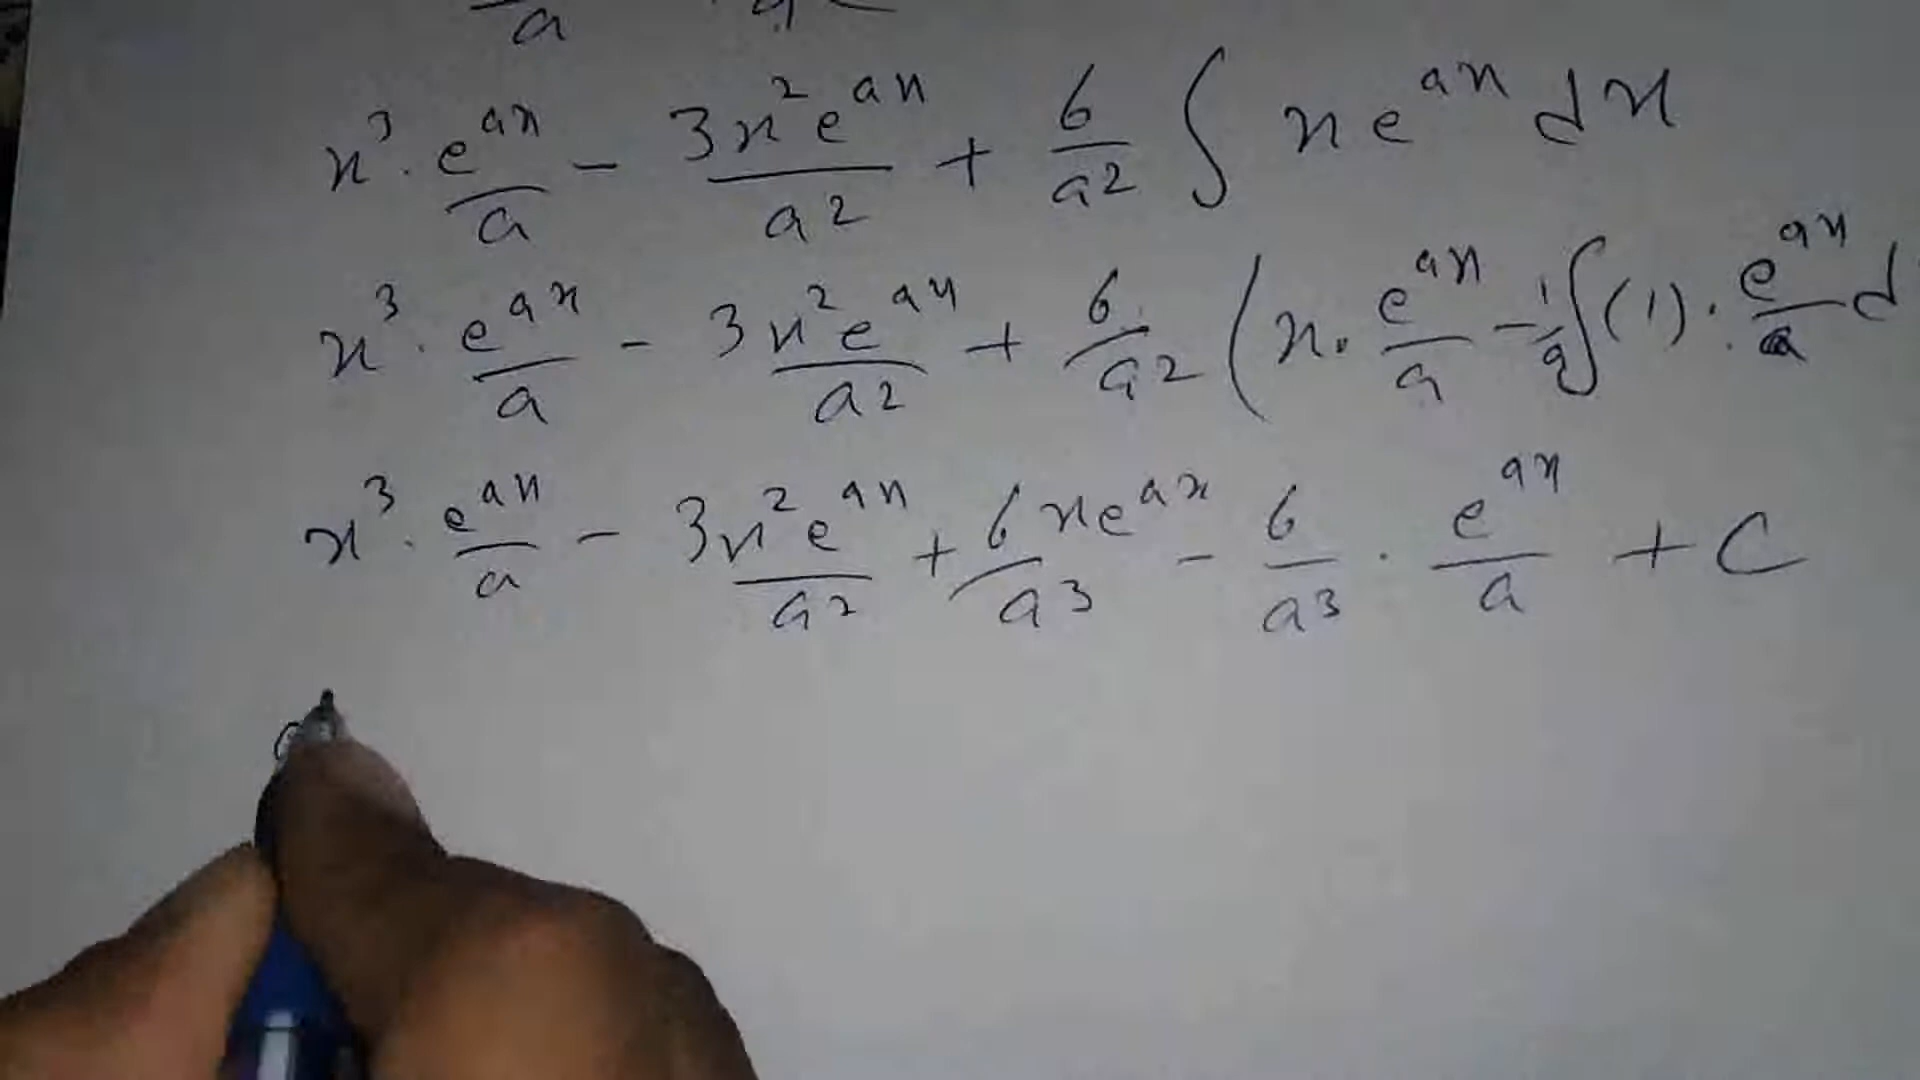 a a
x³ · e^{ax}/a - 3x²e^{ax}/a² + 6/a² ∫ x e^{ax} dx
x³ · e^{ax}/a - 3x²e^{ax}/a² + 6/a² (x · e^{ax}/a - 1/a ∫ (1) · e^{ax}/a d
x³ · e^{ax}/a - 3x²e^{ax}/a² + 6xe^{ax}/a³ - 6/a³ · e^{ax}/a + C